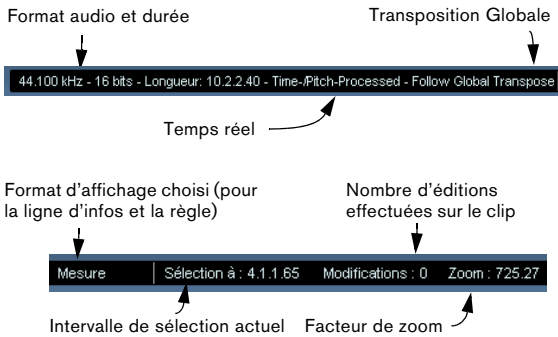 Format audio et durée
Transposition Globale
44.100 kHz - 16 bits - Longueur: 10.2.2.40 - Time-/Pitch-Processed - Follow Global Transpose
Temps réel
Format d'affichage choisi (pour
la ligne d'infos et la règle)
Nombre d'éditions
effectuées sur le clip
Mesure Sélection à : 4.1.1.65 Modifications : 0 Zoom : 725.27
Intervalle de sélection actuel
Facteur de zoom